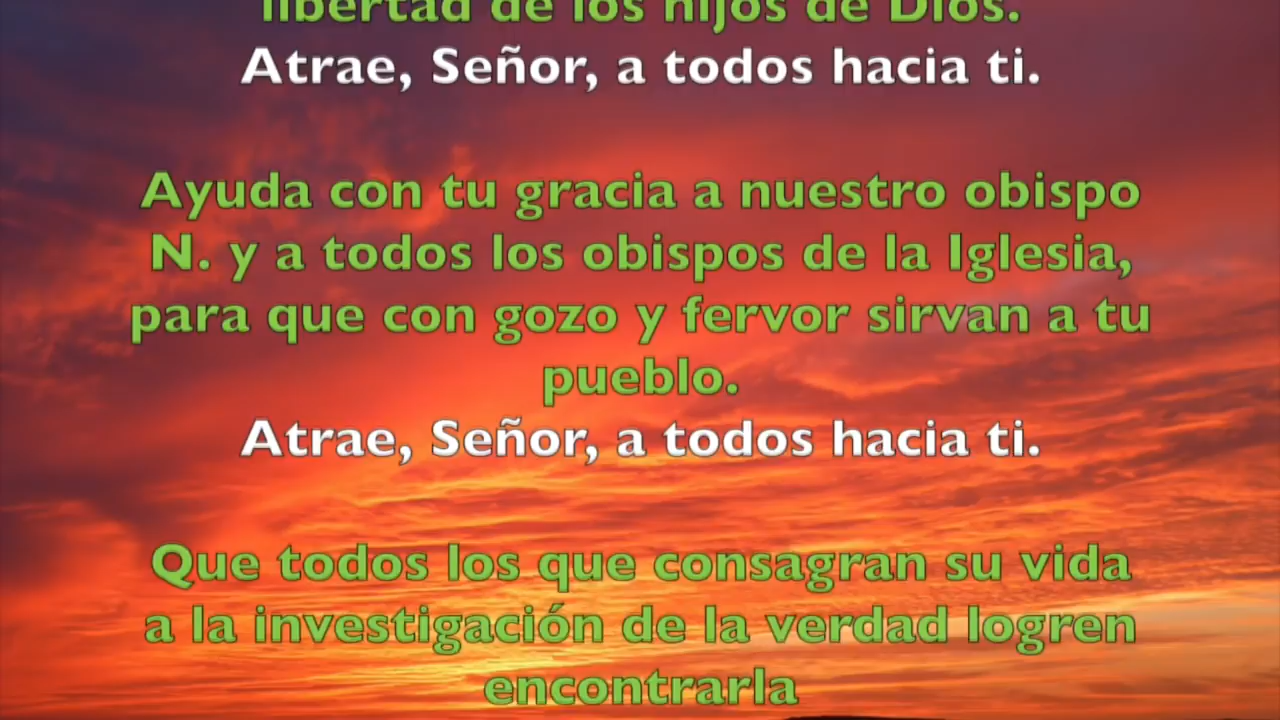 libertad de los hijos de Dios.
Atrae, Señor, a todos hacia ti.
Ayuda con tu gracia a nuestro obispo
N. y a todos los obispos de la Iglesia,
para que con gozo y fervor sirvan a tu
pueblo.
Atrae, Señor, a todos hacia ti.
Que todos los que consagran su vida
a la investigación de la verdad logren
encontrarla